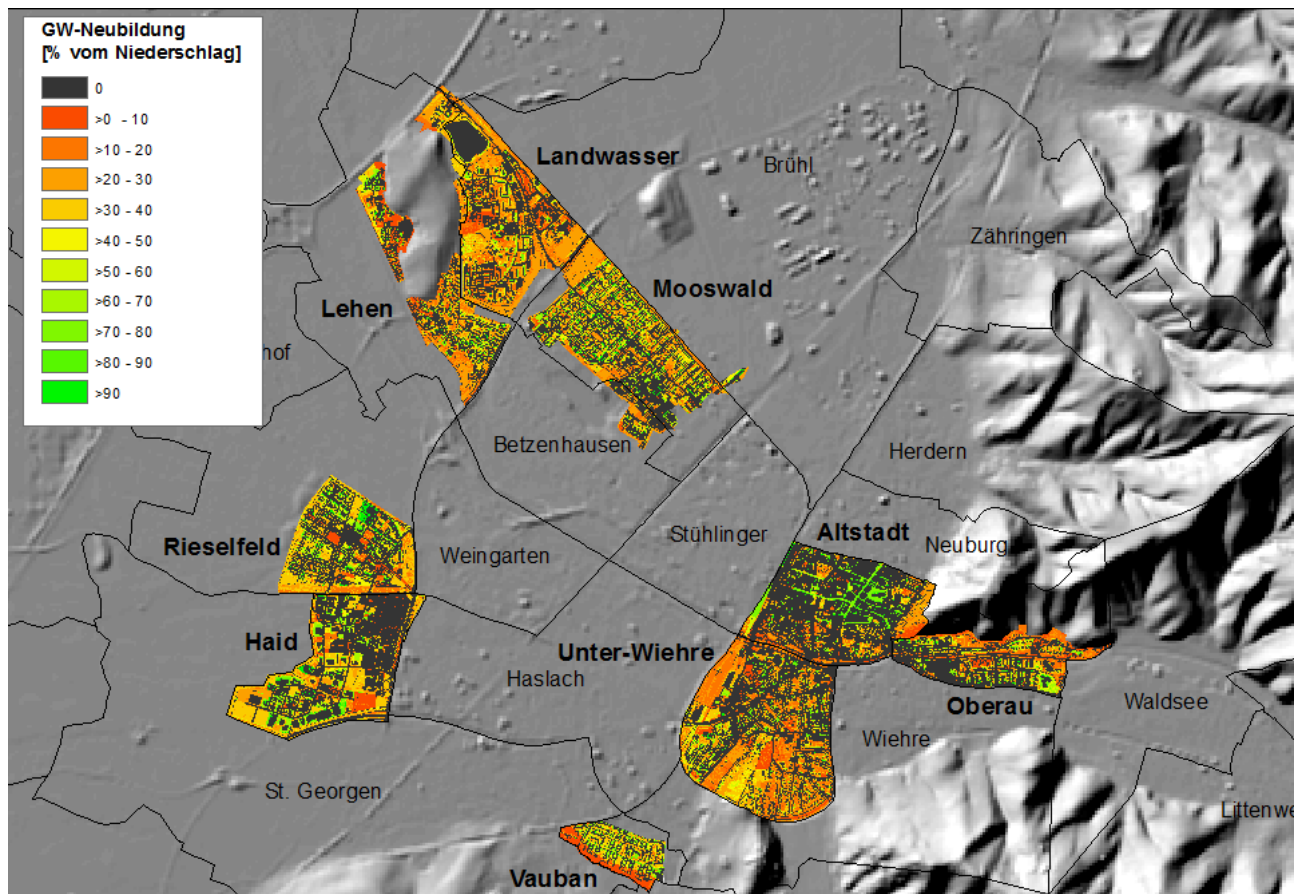 GW-Neubildung
[% vom Niederschlag]
0
>0 - 10
>10 - 20
>20 - 30
>30 - 40
>40 - 50
>50 - 60
>60 - 70
>70 - 80
>80 - 90
>90
Landwasser
Brühl
Zähringen
Mooswald
Lehen
hof
Betzenhausen
Herdern
Stühlinger
Altstadt
Neuburg
Rieselfeld
Weingarten
Haid
Unter-Wiehre
Haslach
Oberau
Waldsee
Wiehre
St. Georgen
Littenwe
Vauban